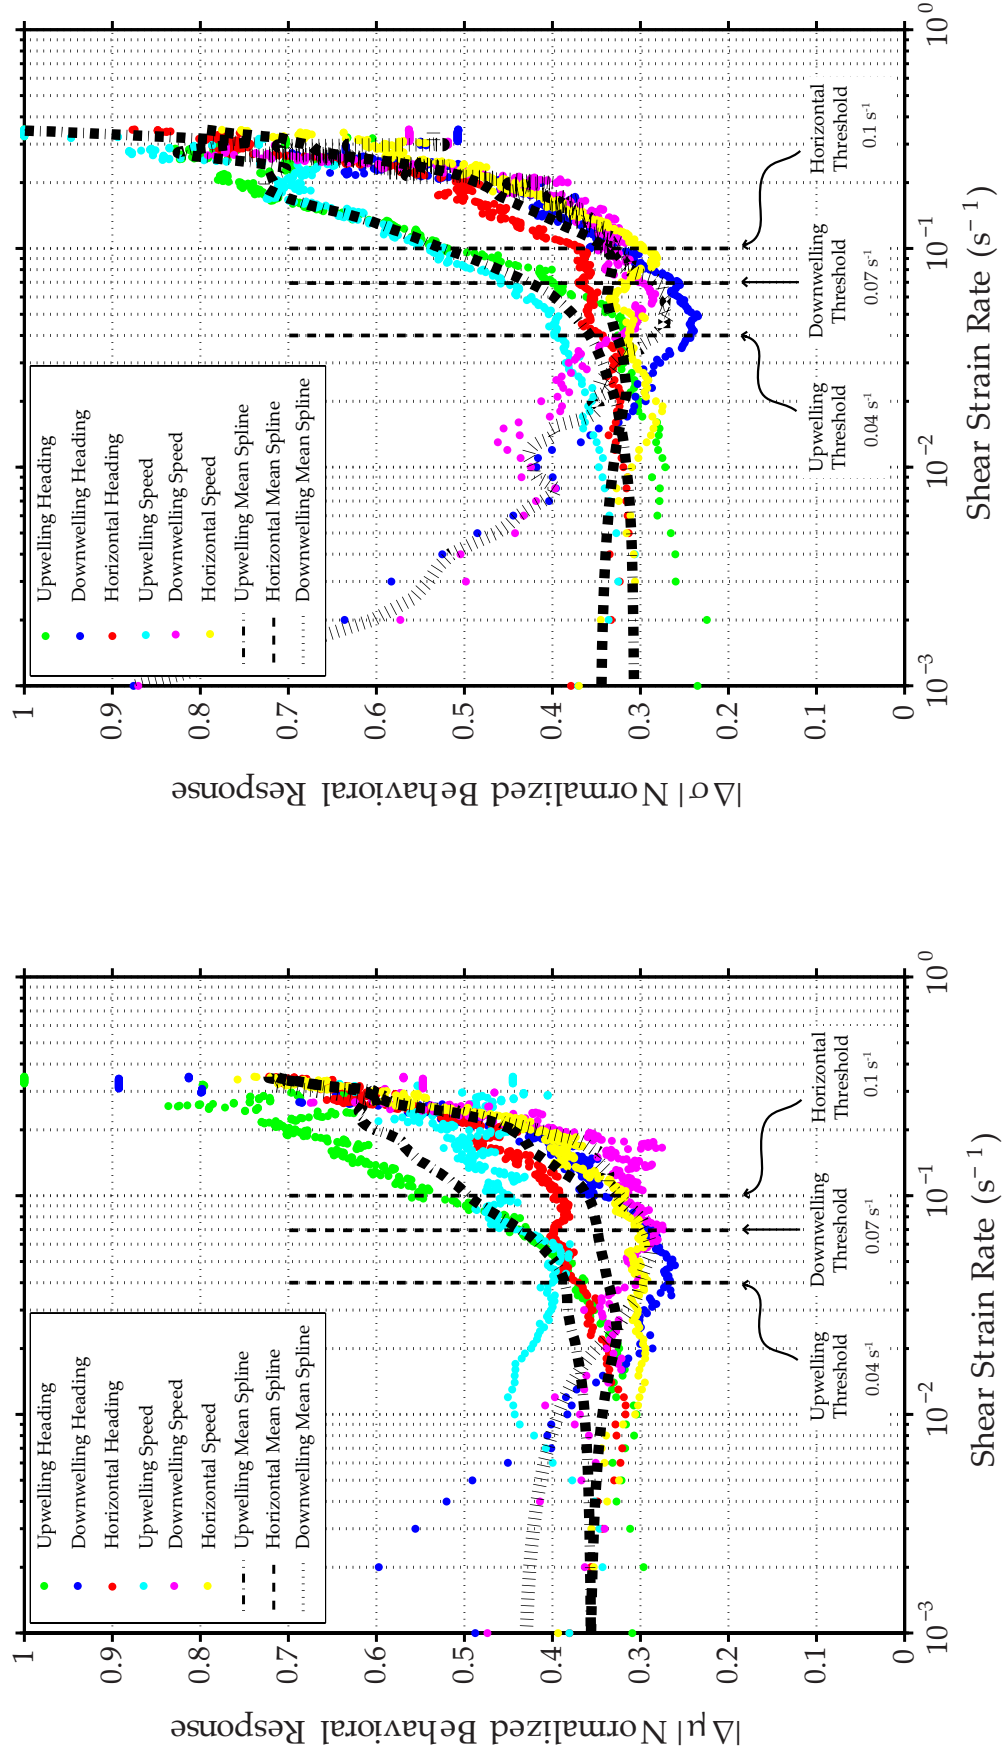 |Δμ| Normalized Behavioral Response
1
0.9
0.8
0.7
0.6
0.5
0.4
0.3
0.2
0.1
0
Upwelling Heading
Downwelling Heading
Horizontal Heading
Upwelling Speed
Downwelling Speed
Horizontal Speed
Upwelling Mean Spline
Horizontal Mean Spline
Downwelling Mean Spline
Upwelling
Threshold
0.04 s⁻¹
Downwelling
Threshold
0.07 s⁻¹
Horizontal
Threshold
0.1 s⁻¹
10⁻³
10⁻²
10⁻¹
10⁰
Shear Strain Rate (s⁻¹)
|Δσ| Normalized Behavioral Response
1
0.9
0.8
0.7
0.6
0.5
0.4
0.3
0.2
0.1
0
Upwelling Heading
Downwelling Heading
Horizontal Heading
Upwelling Speed
Downwelling Speed
Horizontal Speed
Upwelling Mean Spline
Horizontal Mean Spline
Downwelling Mean Spline
Upwelling
Threshold
0.04 s⁻¹
Downwelling
Threshold
0.07 s⁻¹
Horizontal
Threshold
0.1 s⁻¹
10⁻³
10⁻²
10⁻¹
10⁰
Shear Strain Rate (s⁻¹)